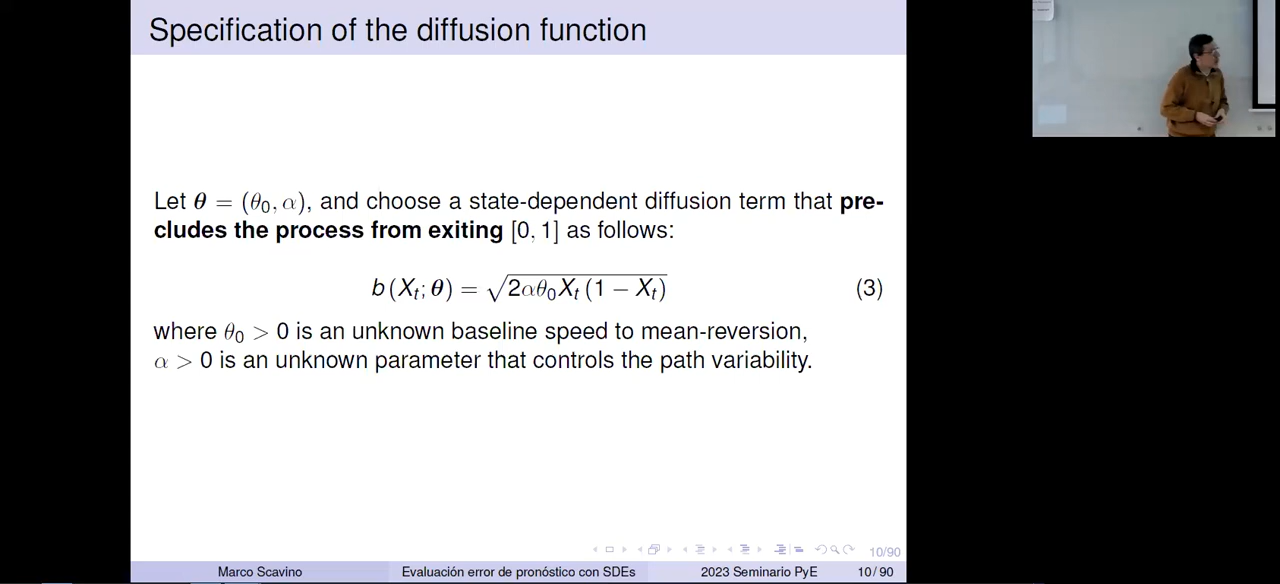 Specification of the diffusion function
Let θ = (θ₀, α), and choose a state-dependent diffusion term that pre-
cludes the process from exiting [0, 1] as follows:
b (Xₜ; θ) = √(2αθ₀Xₜ (1 − Xₜ)) (3)
where θ₀ > 0 is an unknown baseline speed to mean-reversion,
α > 0 is an unknown parameter that controls the path variability.
10/90
Marco Scavino Evaluación error de pronóstico con SDEs 2023 Seminario PyE 10 / 90